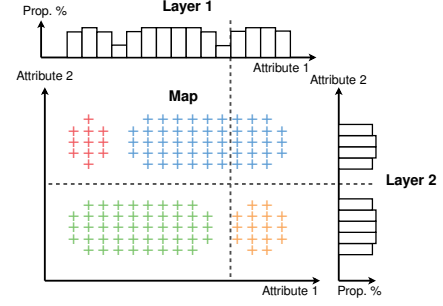 Layer 1
Prop. %
Attribute 1
Attribute 2
Attribute 2
Map
Layer 2
Attribute 1
Prop. %